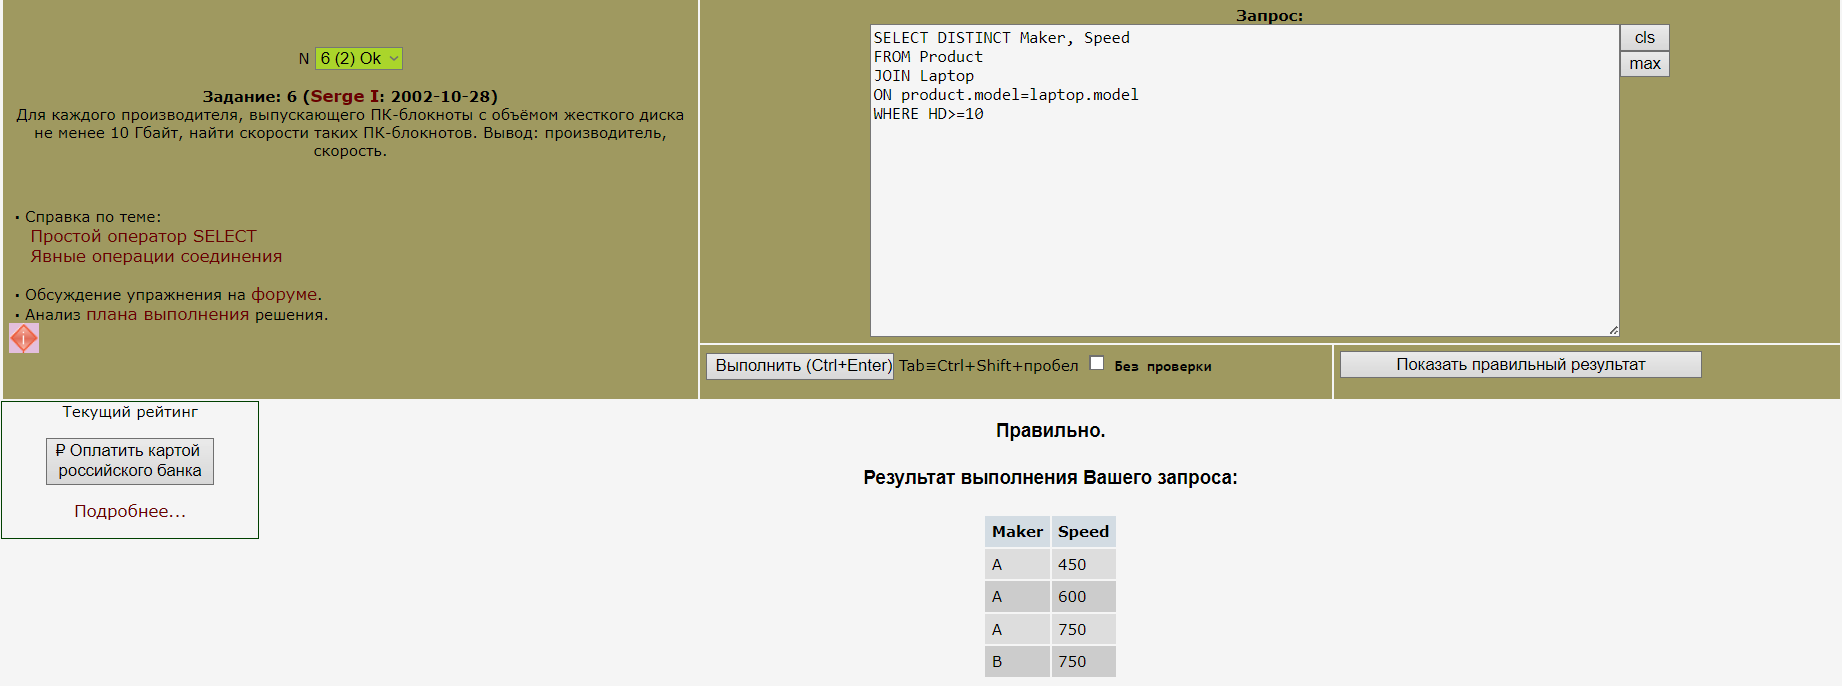 N 6 (2) Ok
Задание: 6 (Serge I: 2002-10-28)
Для каждого производителя, выпускающего ПК-блокноты с объёмом жесткого диска
не менее 10 Гбайт, найти скорости таких ПК-блокнотов. Вывод: производитель,
скорость.
• Справка по теме:
Простой оператор SELECT
Явные операции соединения
• Обсуждение упражнения на форуме.
• Анализ плана выполнения решения.
Запрос:
SELECT DISTINCT Maker, Speed
FROM Product
JOIN Laptop
ON product.model=laptop.model
WHERE HD>=10
cls
max
Выполнить (Ctrl+Enter) Tab≡Ctrl+Shift+пробел Без проверки
Показать правильный результат
Текущий рейтинг
₽ Оплатить картой
российского банка
Подробнее...
Правильно.
Результат выполнения Вашего запроса:
Maker Speed
A 450
A 600
A 750
B 750